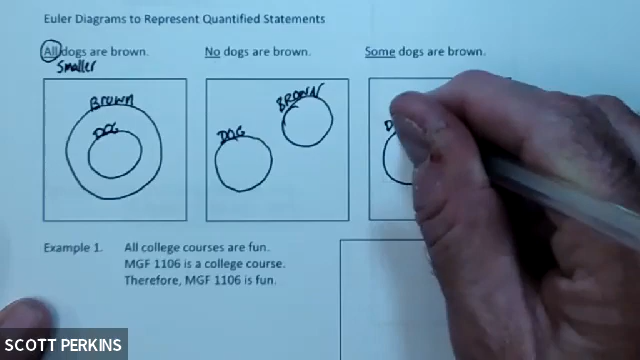 Euler Diagrams to Represent Quantified Statements
All dogs are brown. No dogs are brown. Some dogs are brown.
Smaller
BROWN BROWN
DOG DOG
Example 1. All college courses are fun.
MGF 1106 is a college course.
Therefore, MGF 1106 is fun.
SCOTT PERKINS